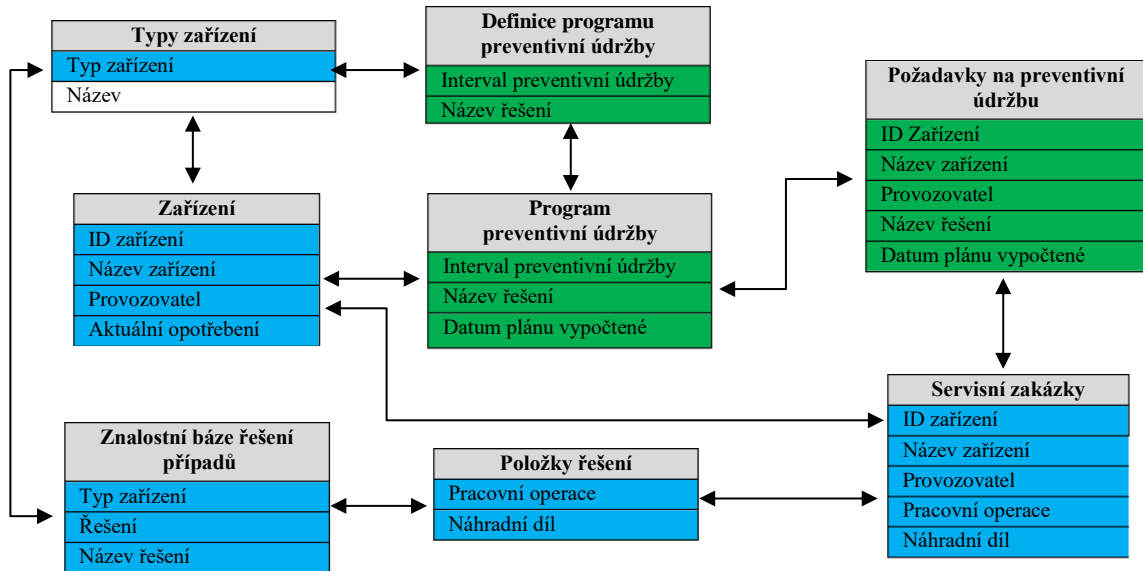 Typy zařízení
Typ zařízení
Název
Definice programu
preventivní údržby
Interval preventivní údržby
Název řešení
Požadavky na preventivní
údržbu
ID Zařízení
Název zařízení
Provozovatel
Název řešení
Datum plánu vypočtené
Zařízení
ID zařízení
Název zařízení
Provozovatel
Aktuální opotřebení
Program
preventivní údržby
Interval preventivní údržby
Název řešení
Datum plánu vypočtené
Servisní zakázky
ID zařízení
Název zařízení
Provozovatel
Pracovní operace
Náhradní díl
Znalostní báze řešení
případů
Typ zařízení
Řešení
Název řešení
Položky řešení
Pracovní operace
Náhradní díl